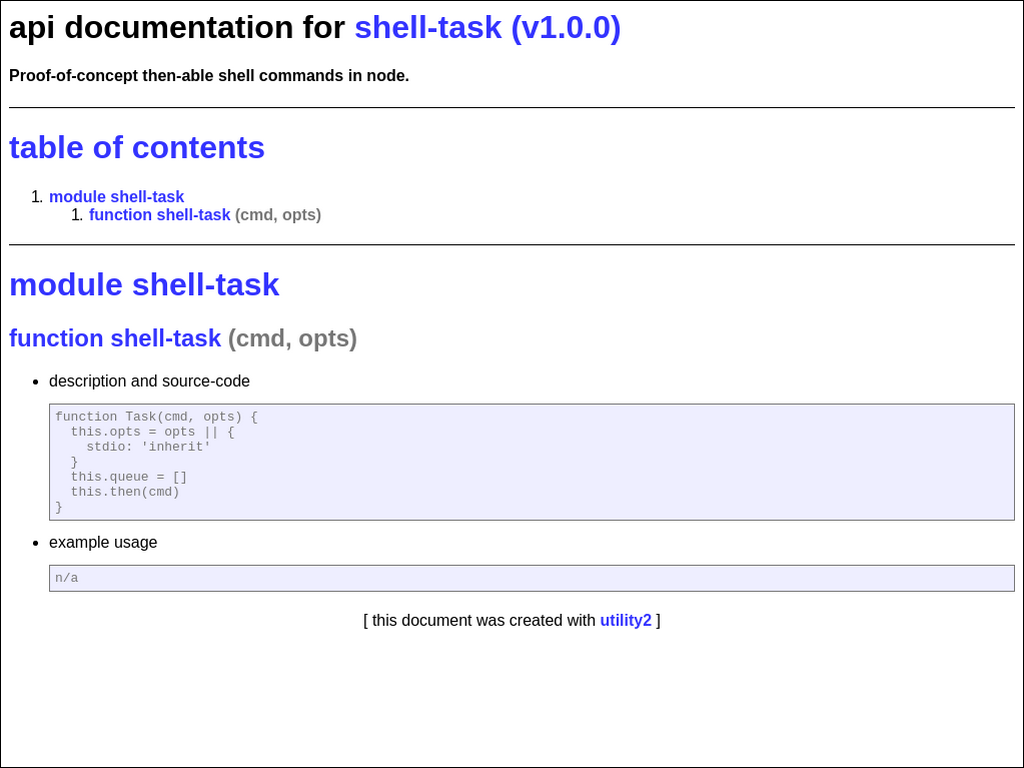 api documentation for shell-task (v1.0.0)
Proof-of-concept then-able shell commands in node.
table of contents
1. module shell-task
1. function shell-task (cmd, opts)
module shell-task
function shell-task (cmd, opts)
• description and source-code
function Task(cmd, opts) {
  this.opts = opts || {
    stdio: 'inherit'
  }
  this.queue = []
  this.then(cmd)
}
• example usage
n/a
[ this document was created with utility2 ]